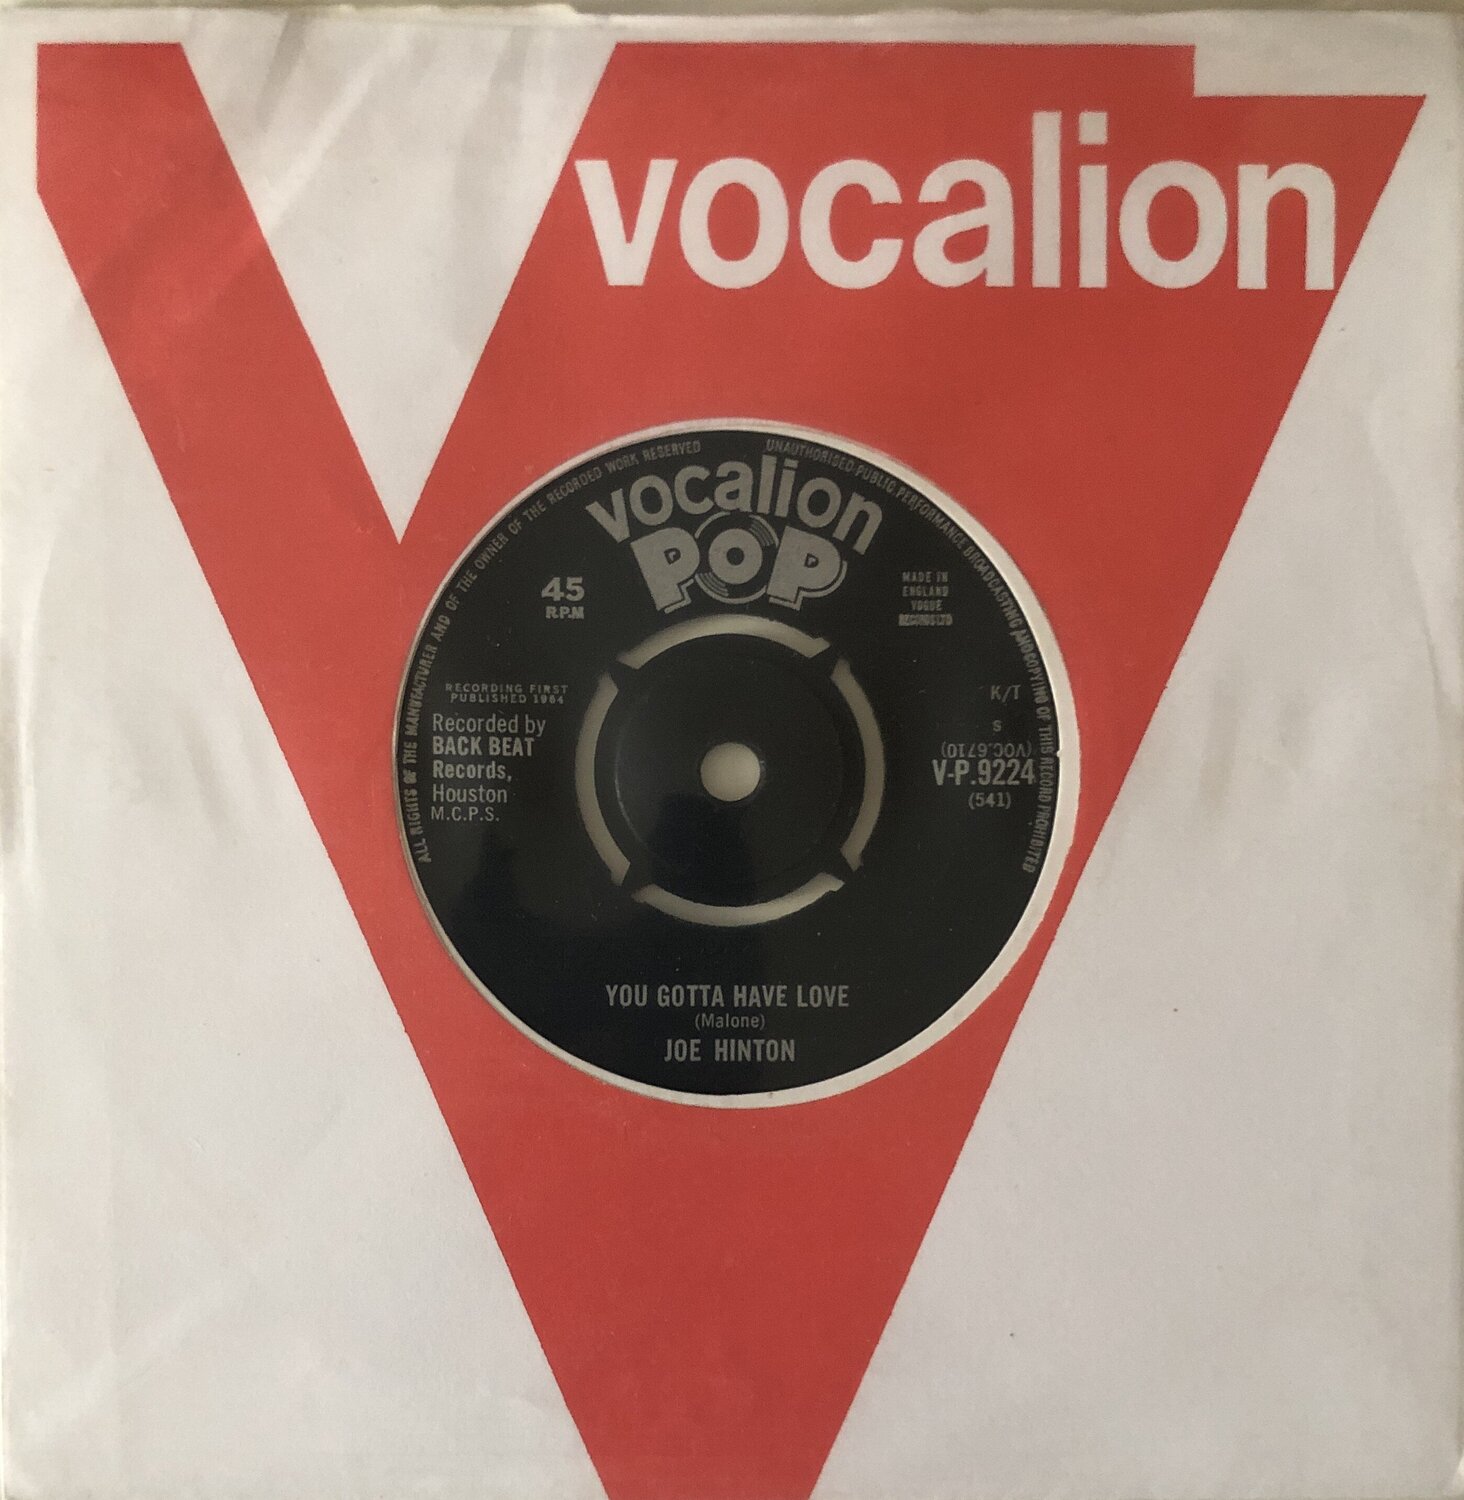 vocalion
ALL RIGHTS OF THE MANUFACTURER AND OF THE OWNER OF THE RECORDED WORK RESERVED
UNAUTHORISED PUBLIC PERFORMANCE BROADCASTING AND COPYING OF THIS RECORD PROHIBITED
vocalion
POP
45
R.P.M
MADE IN
ENGLAND
VOGUE
RECORDS LTD
RECORDING FIRST
PUBLISHED 1964
Recorded by
BACK BEAT
Records,
Houston
M.C.P.S.
K/T
S
(VOC.6710)
V-P.9224
(541)
YOU GOTTA HAVE LOVE
(Malone)
JOE HINTON